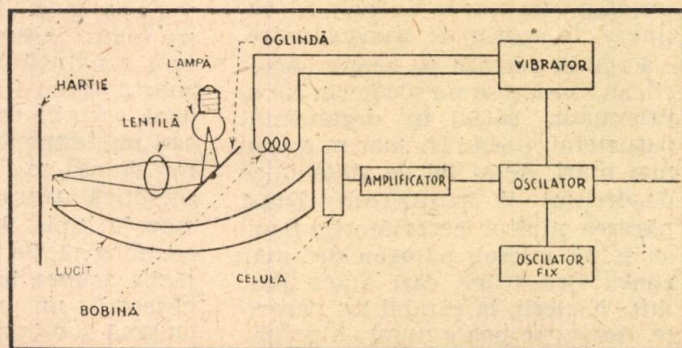 OGLINDĂ
LAMPĂ
HÂRTIE
VIBRATOR
LENTILĂ
AMPLIFICATOR
OSCILATOR
LUCIT
CELULA
OSCILATOR
FIX
BOBINĂ